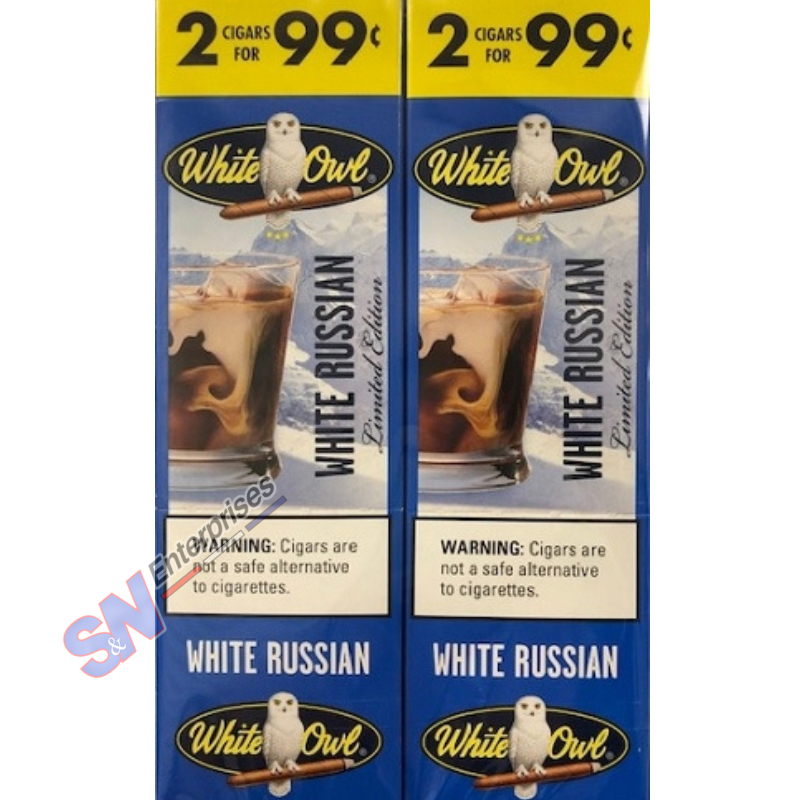 2 CIGARS FOR 99¢
White Owl®
WHITE RUSSIAN
Limited Edition
WARNING: Cigars are
not a safe alternative
to cigarettes.
WHITE RUSSIAN
White Owl®
2 CIGARS FOR 99¢
White Owl®
WHITE RUSSIAN
Limited Edition
WARNING: Cigars are
not a safe alternative
to cigarettes.
WHITE RUSSIAN
White Owl®
S&N Enterprises